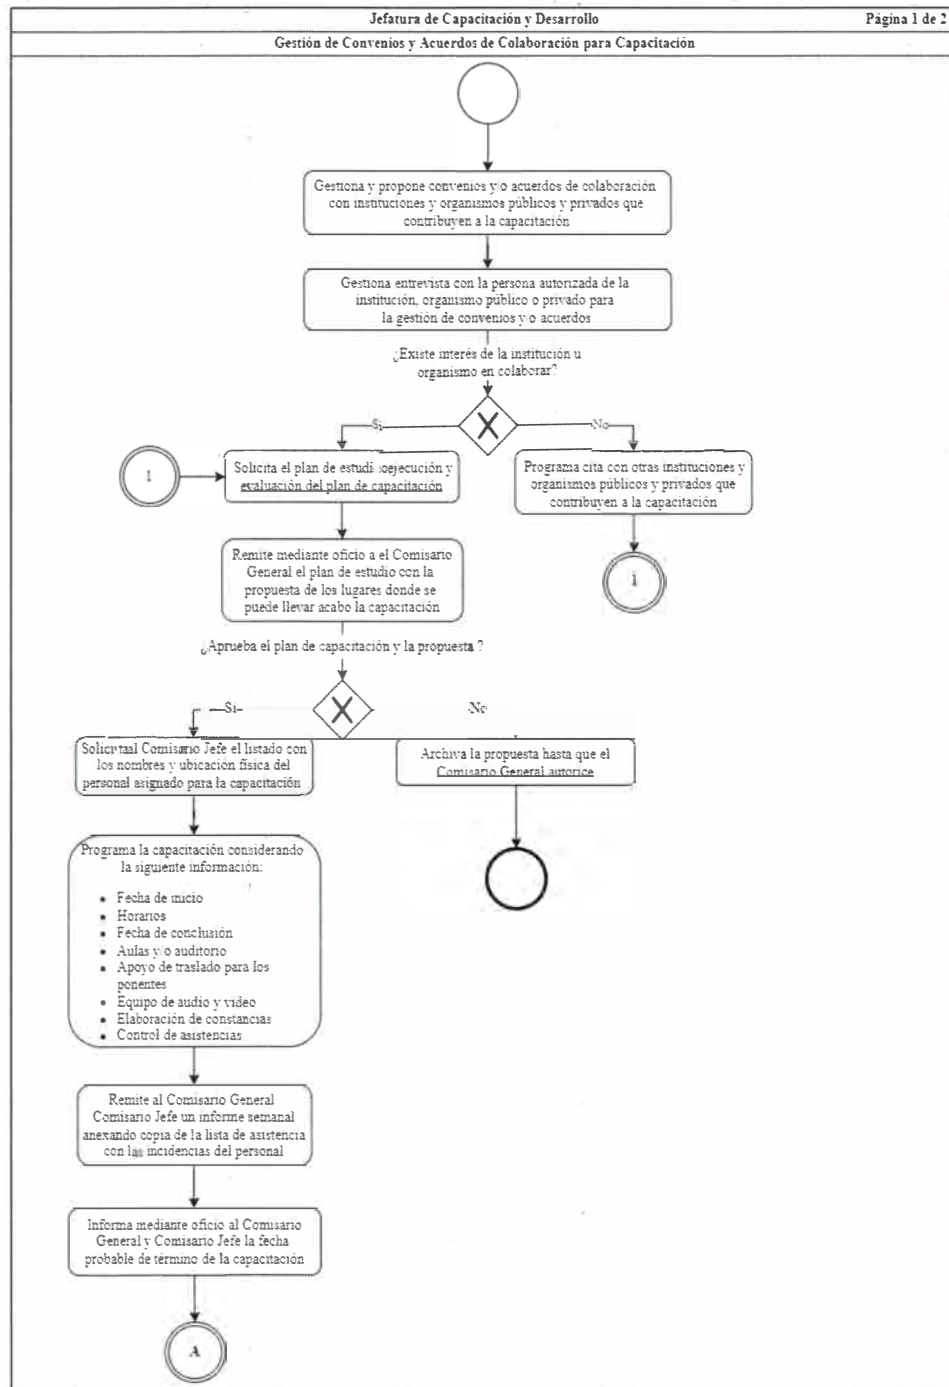 Jefatura de Capacitación y Desarrollo
Página 1 de 2
Gestión de Convenios y Acuerdos de Colaboración para Capacitación
Gestiona y propone convenios y/o acuerdos de colaboración
con instituciones y organismos públicos y privados que
contribuyen a la capacitación
Gestiona entrevista con la persona autorizada de la
institución, organismo público o privado para
la gestión de convenios y/o acuerdos
¿Existe interés de la institución u
organismo en colaborar?
Si
No
1
Solicita el plan de estudi oejecución y
evaluación del plan de capacitación
Programa cita con otras instituciones y
organismos públicos y privados que
contribuyen a la capacitación
1
Remite mediante oficio a el Comisario
General el plan de estudio con la
propuesta de los lugares donde se
puede llevar acabo la capacitación
¿Aprueba el plan de capacitación y la propuesta ?
Si
No
Solicitaal Comisario Jefe el listado con
los nombres y ubicación física del
personal asignado para la capacitación
Archiva la propuesta hasta que el
Comisario General autorice
Programa la capacitación considerando
la siguiente información:
• Fecha de inicio
• Horarios
• Fecha de conclusión
• Aulas y/o auditorio
• Apoyo de traslado para los
ponentes
• Equipo de audio y video
• Elaboración de constancias
• Control de asistencias
Remite al Comisario General
Comisario Jefe un informe semanal
anexando copia de la lista de asistencia
con las incidencias del personal
Informa mediante oficio al Comisario
General y Comisario Jefe la fecha
probable de término de la capacitación
A